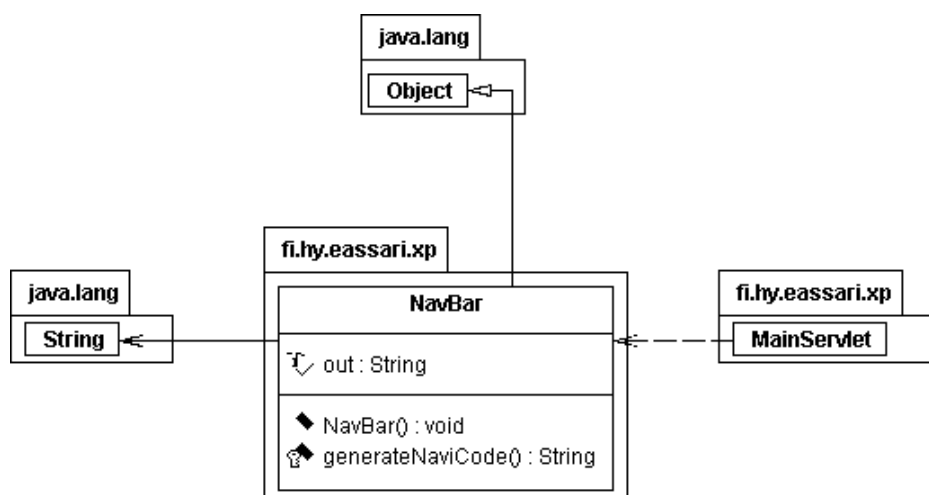 java.lang
Object
fi.hy.eassari.xp
java.lang
NavBar
fi.hy.eassari.xp
String
MainServlet
out : String
NavBar() : void
generateNaviCode() : String